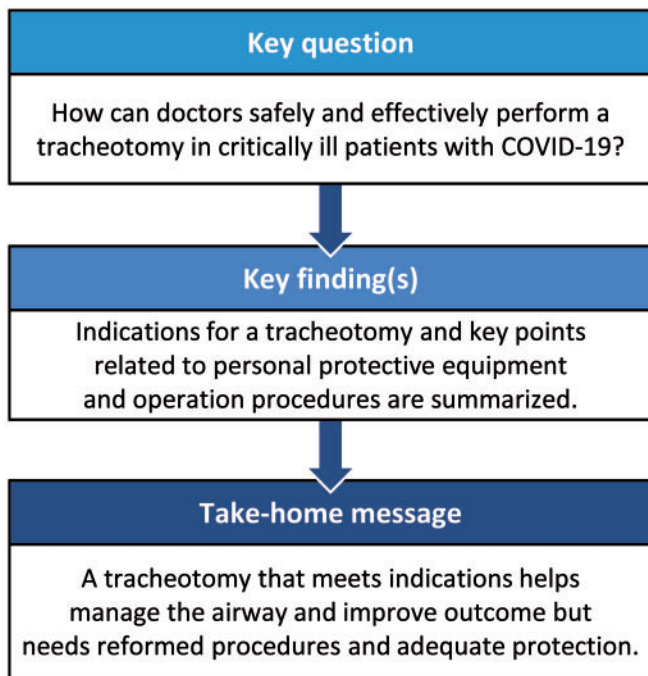 Key question
How can doctors safely and effectively perform a
tracheotomy in critically ill patients with COVID-19?
Key finding(s)
Indications for a tracheotomy and key points
related to personal protective equipment
and operation procedures are summarized.
Take-home message
A tracheotomy that meets indications helps
manage the airway and improve outcome but
needs reformed procedures and adequate protection.